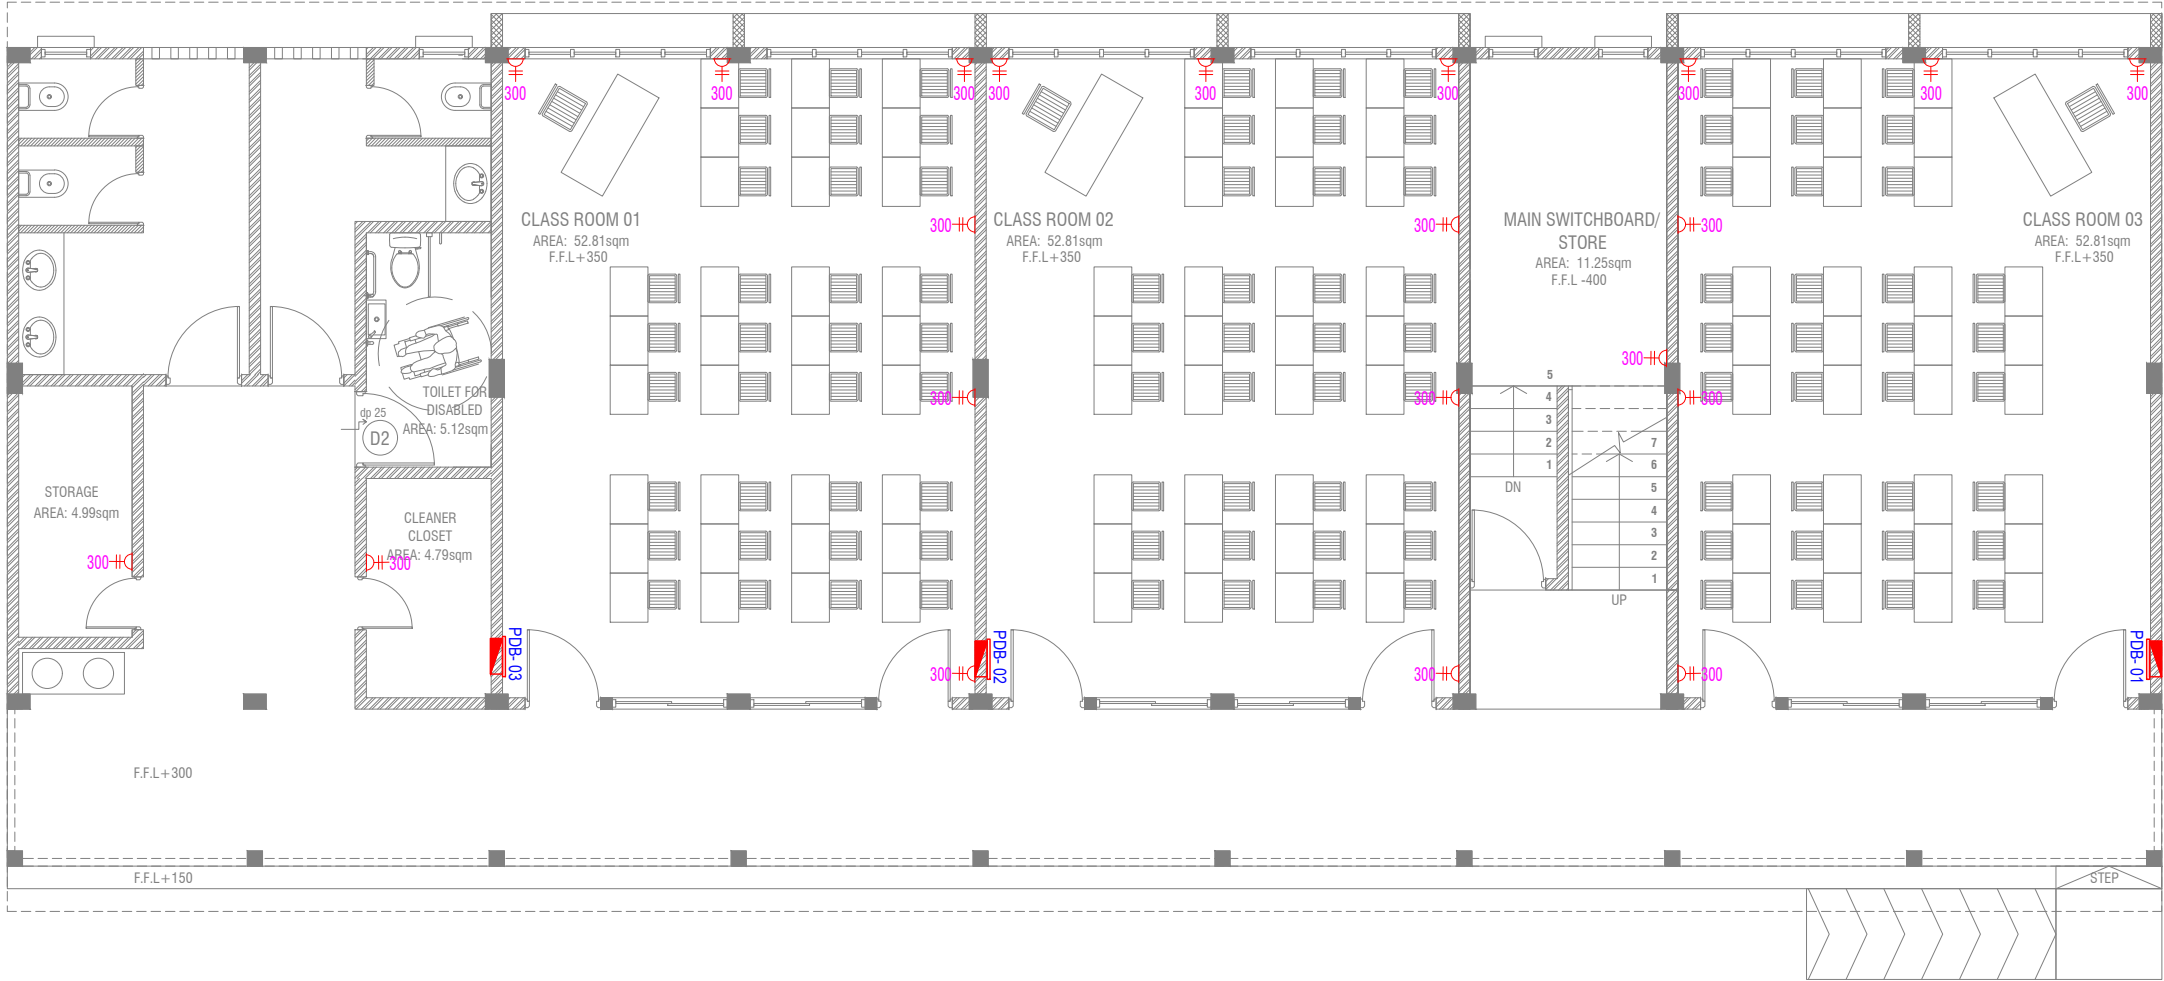 300
300
300
300
300
300
300
300
300
CLASS ROOM 01
AREA: 52.81sqm
F.F.L+350
300
CLASS ROOM 02
AREA: 52.81sqm
F.F.L+350
300
MAIN SWITCHBOARD/
STORE
AREA: 11.25sqm
F.F.L -400
300
CLASS ROOM 03
AREA: 52.81sqm
F.F.L+350
300
TOILET FOR
DISABLED
AREA: 5.12sqm
dp 25
D2
300
300
300
5
4
3
2
1
DN
7
6
5
4
3
2
1
UP
STORAGE
AREA: 4.99sqm
300
CLEANER
CLOSET
AREA: 4.79sqm
300
PDB- 03
300
PDB- 02
300
300
PDB- 01
F.F.L+300
F.F.L+150
STEP